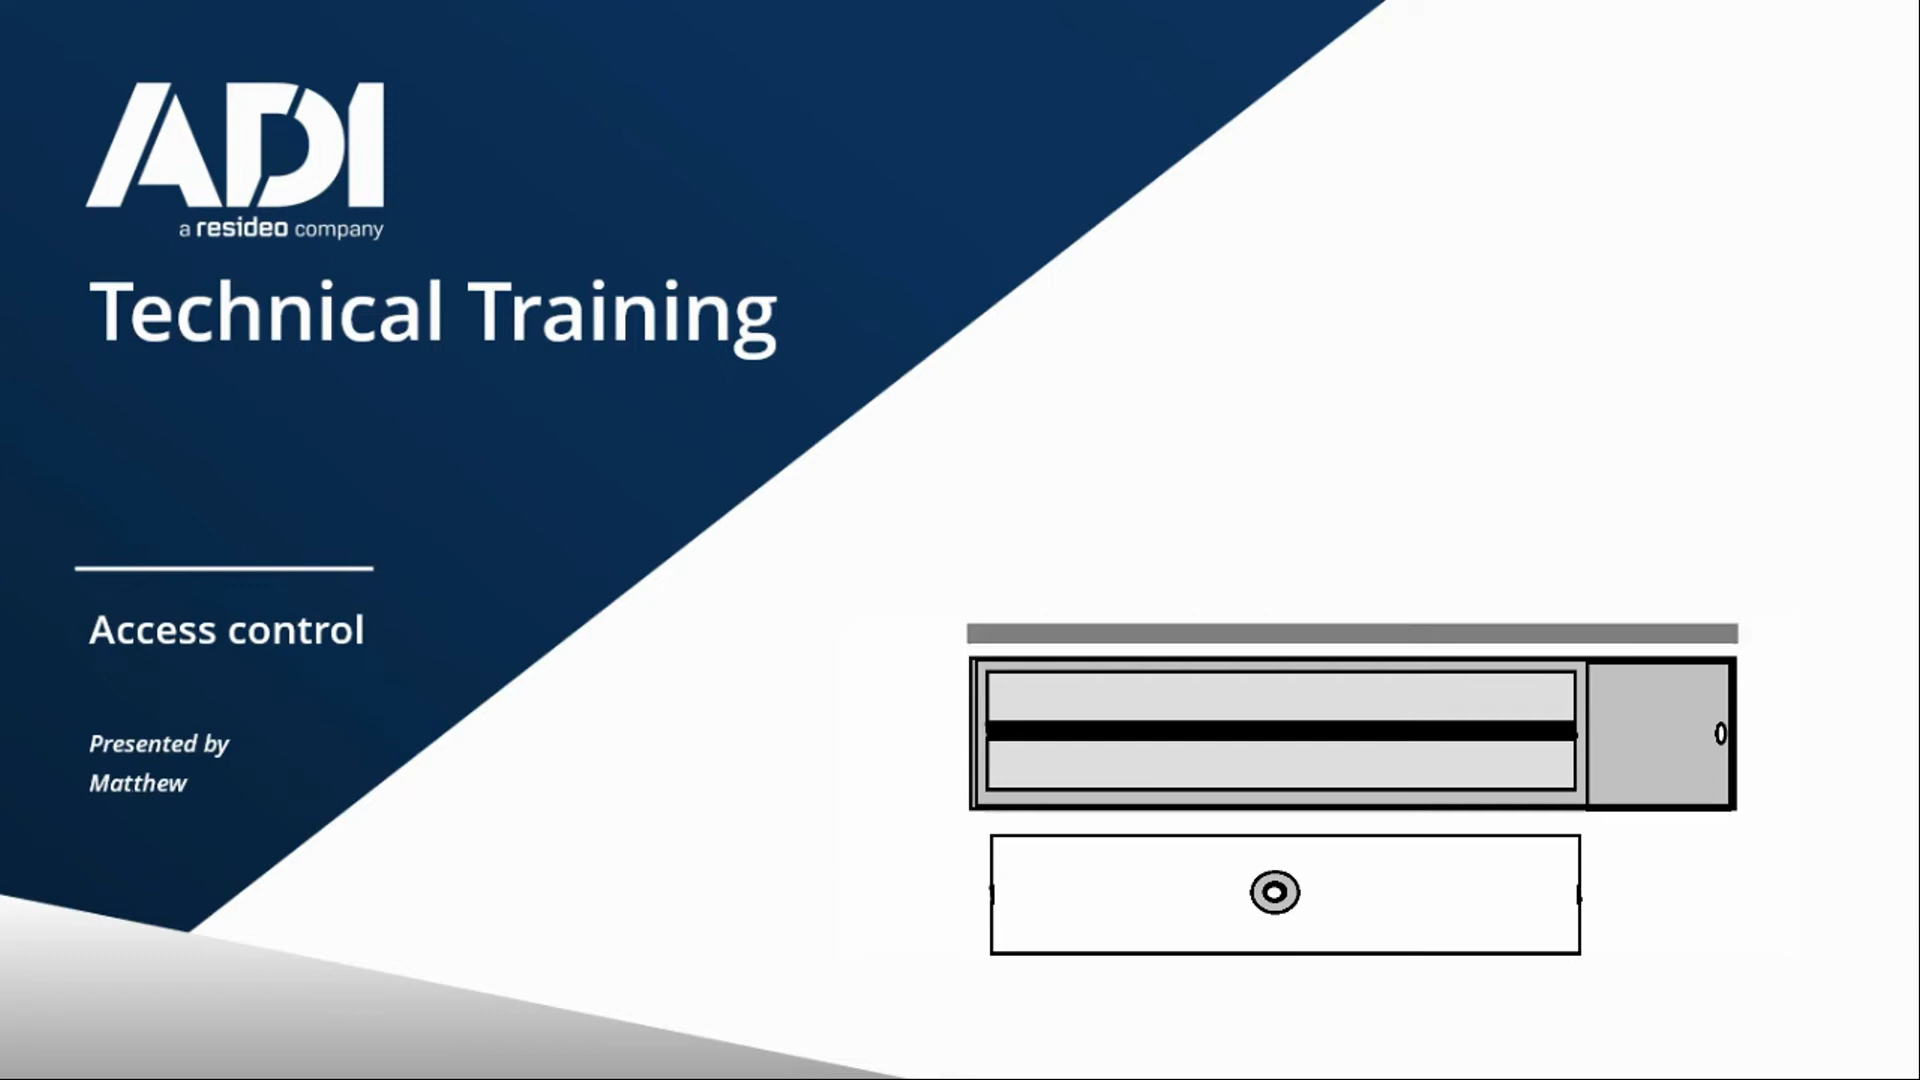 ADI
a resideo company
Technical Training
Access control
Presented by
Matthew